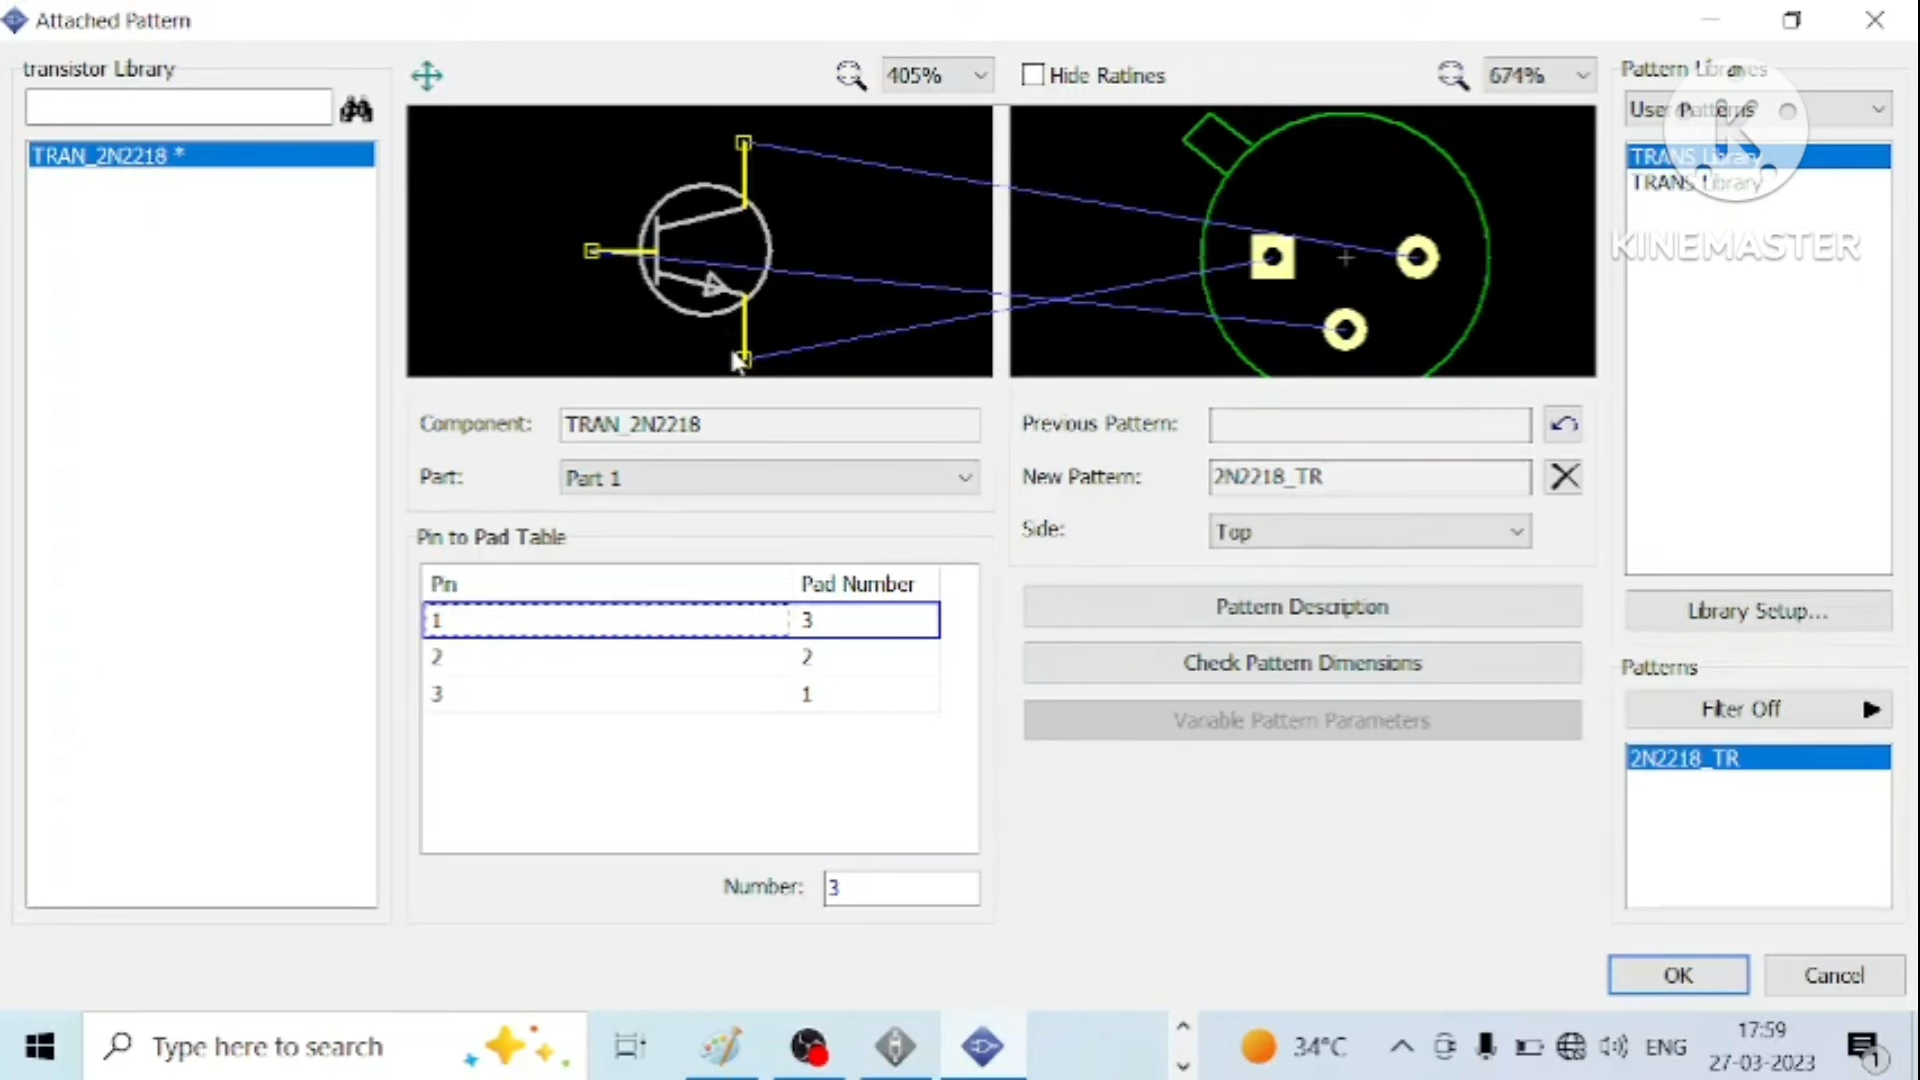 Attached Pattern
transistor Library
TRAN_2N2218 *
405%
Hide Ratlines
674%
Component:
TRAN_2N2218
Part:
Part 1
Pin to Pad Table
Pin
Pad Number
1
3
2
2
3
1
Number:
3
Previous Pattern:
New Pattern:
2N2218_TR
Side:
Top
Pattern Description
Check Pattern Dimensions
Variable Pattern Parameters
Pattern Libraries
User Patterns
TRANS Library
TRANS Library
K
KINEMASTER
Library Setup...
Patterns
Filter Off
2N2218_TR
OK
Cancel
Type here to search
34°C
ENG
17:59
27-03-2023
1